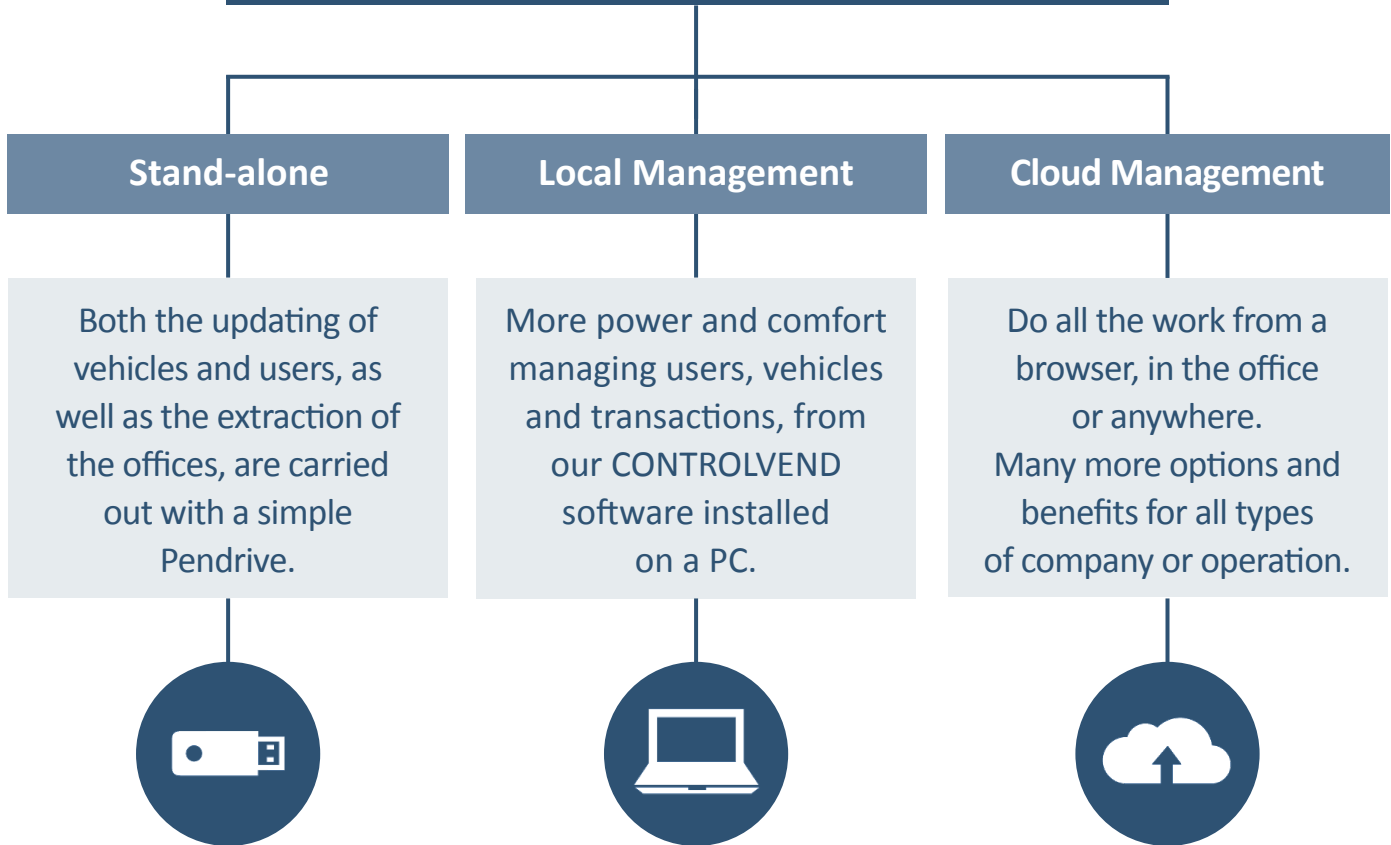 Stand-alone
Local Management
Cloud Management
Both the updating of
vehicles and users, as
well as the extraction of
the offices, are carried
out with a simple
Pendrive.
More power and comfort
managing users, vehicles
and transactions, from
our CONTROLVEND
software installed
on a PC.
Do all the work from a
browser, in the office
or anywhere.
Many more options and
benefits for all types
of company or operation.